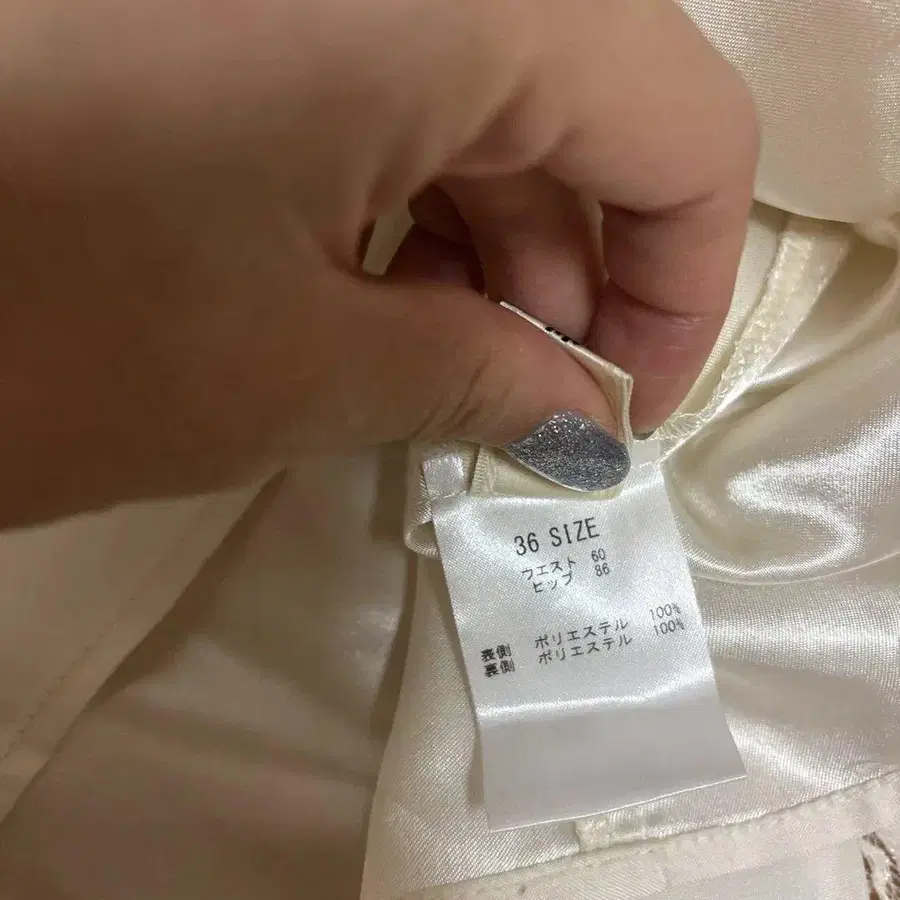 36 SIZE
ウエスト 60
ヒップ 86
表側 ポリエステル 100%
裏側 ポリエステル 100%